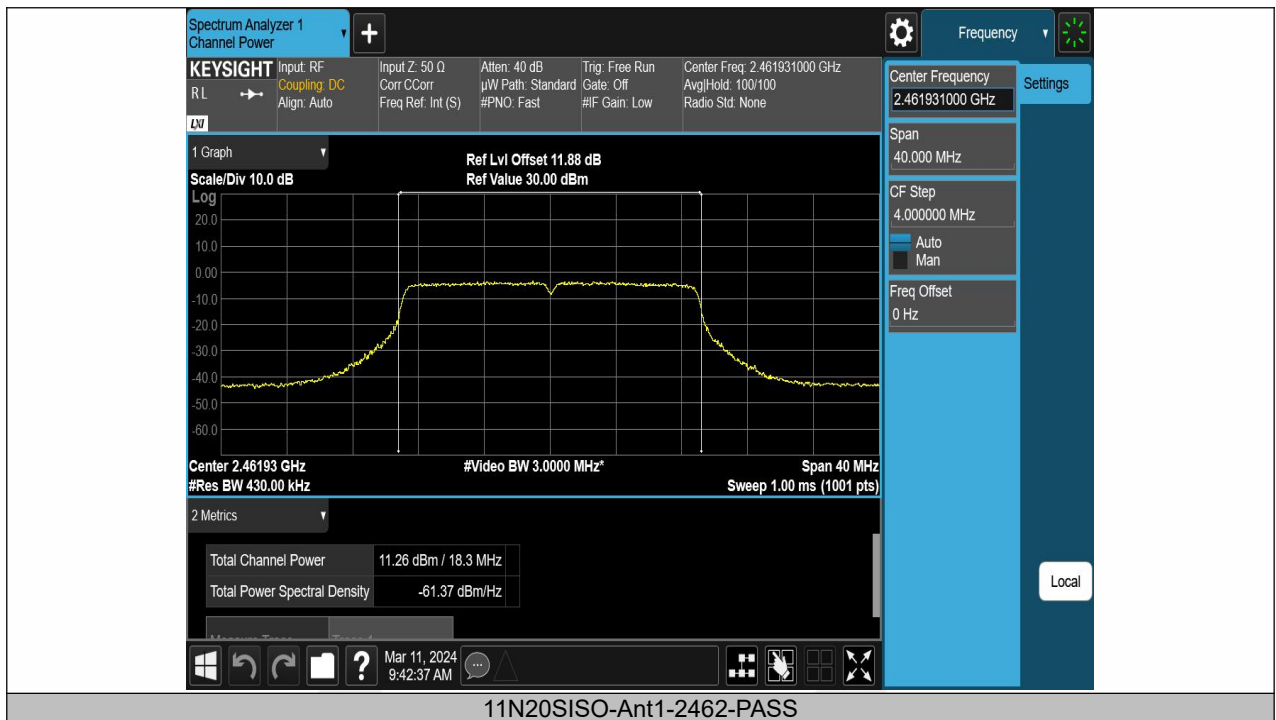 Spectrum Analyzer 1
Channel Power
+
Frequency
KEYSIGHT
RL
LXI
Input: RF
Coupling: DC
Align: Auto
Input Z: 50 Ω
Corr CCorr
Freq Ref: Int (S)
Atten: 40 dB
µW Path: Standard
#PNO: Fast
Trig: Free Run
Gate: Off
#IF Gain: Low
Center Freq: 2.461931000 GHz
Avg|Hold: 100/100
Radio Std: None
Center Frequency
2.461931000 GHz
Settings
Span
40.000 MHz
CF Step
4.000000 MHz
Auto
Man
Freq Offset
0 Hz
Local
1 Graph
Scale/Div 10.0 dB
Ref Lvl Offset 11.88 dB
Ref Value 30.00 dBm
Log
20.0
10.0
0.00
-10.0
-20.0
-30.0
-40.0
-50.0
-60.0
Center 2.46193 GHz
#Res BW 430.00 kHz
#Video BW 3.0000 MHz*
Span 40 MHz
Sweep 1.00 ms (1001 pts)
2 Metrics
Total Channel Power 11.26 dBm / 18.3 MHz
Total Power Spectral Density -61.37 dBm/Hz
?
Mar 11, 2024
9:42:37 AM
11N20SISO-Ant1-2462-PASS